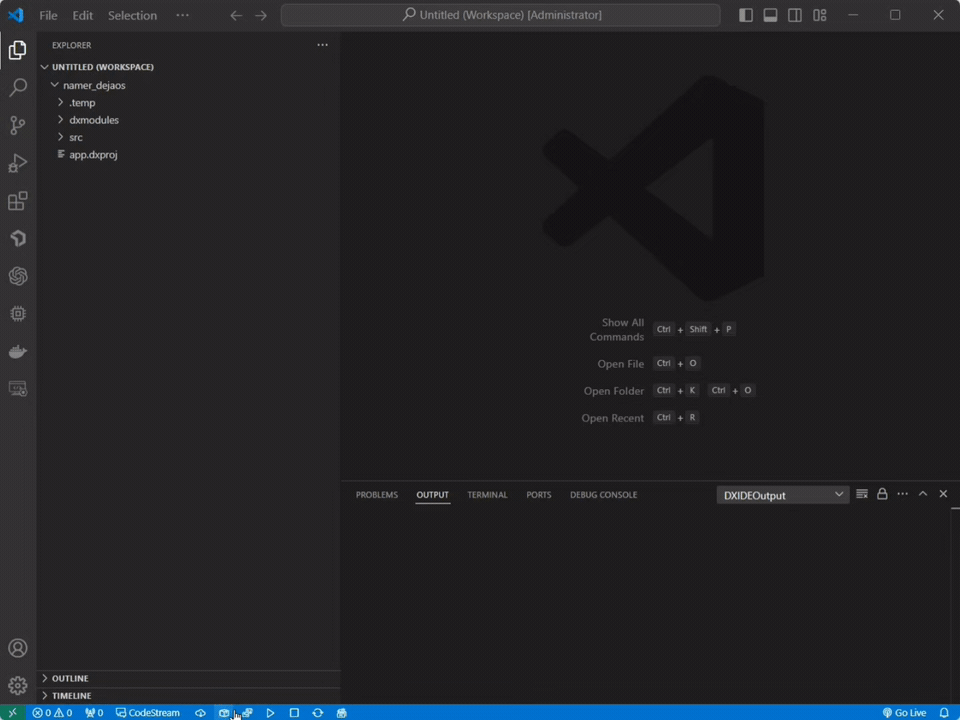 File Edit Selection ··· Untitled (Workspace) [Administrator]
EXPLORER
UNTITLED (WORKSPACE)
namer_dejaos
.temp
dxmodules
src
app.dxproj
Show All Commands Ctrl + Shift + P
Open File Ctrl + O
Open Folder Ctrl + K Ctrl + O
Open Recent Ctrl + R
PROBLEMS OUTPUT TERMINAL PORTS DEBUG CONSOLE DXIDEOutput
OUTLINE
TIMELINE
0 0 0 CodeStream Go Live